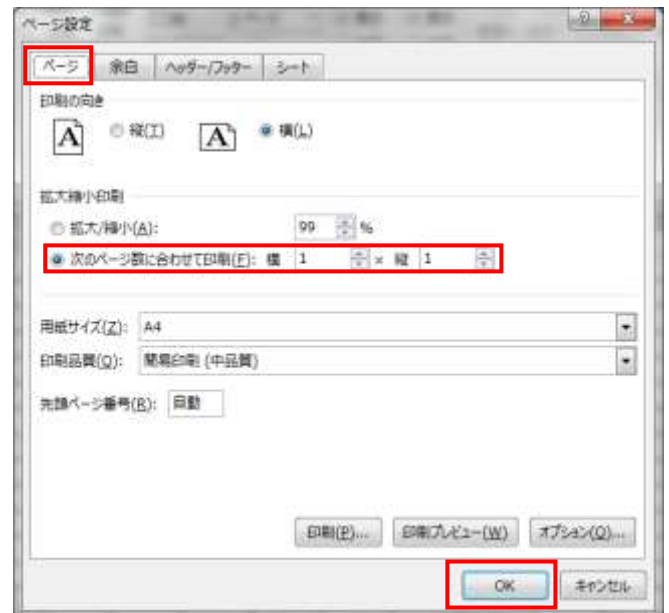 ページ設定
ページ 余白 ヘッダー/フッター シート
印刷の向き
A 縦(T) A 横(L)
拡大縮小印刷
拡大/縮小(A): 99 %
次のページ数に合わせて印刷(F): 横 1 × 縦 1
用紙サイズ(Z): A4
印刷品質(Q): 簡易印刷 (中品質)
先頭ページ番号(R): 自動
印刷(P)... 印刷プレビュー(W) オプション(O)...
OK キャンセル